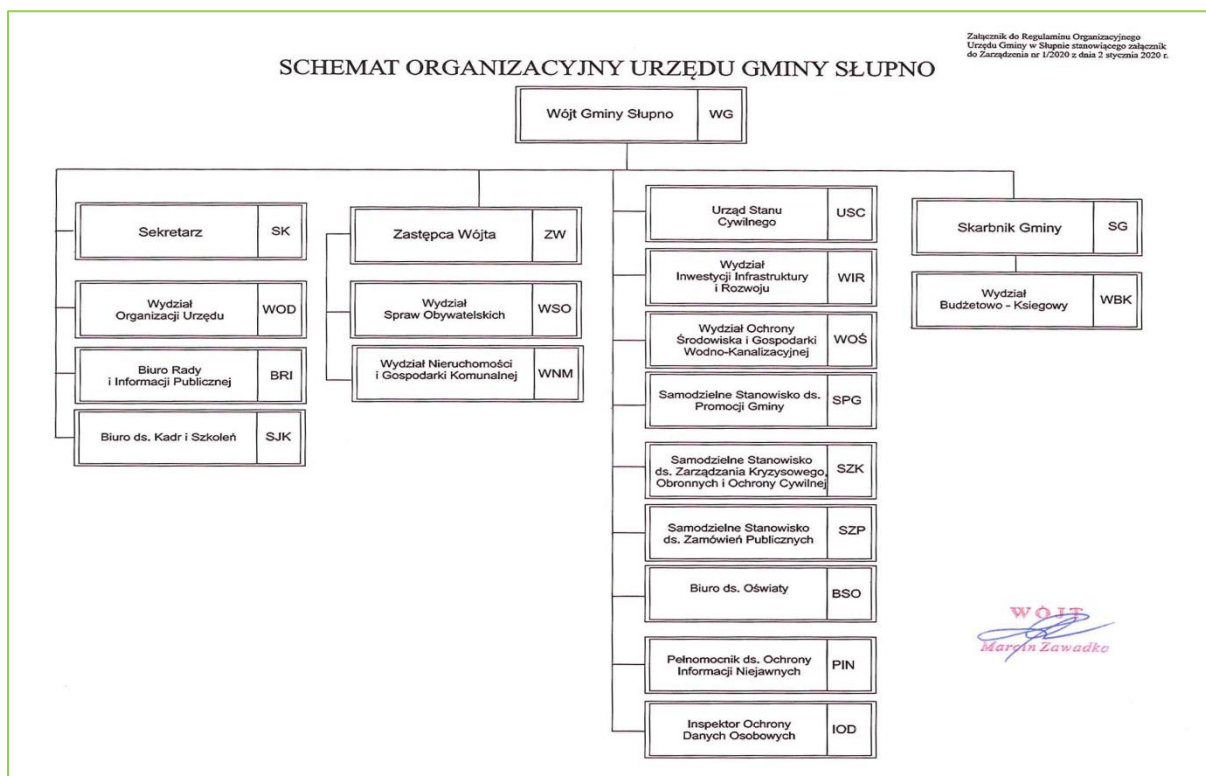 Załącznik do Regulaminu Organizacyjnego
Urzędu Gminy w Słupnie stanowiącego załącznik
do Zarządzenia nr 1/2020 z dnia 2 stycznia 2020 r.
SCHEMAT ORGANIZACYJNY URZĘDU GMINY SŁUPNO
Wójt Gminy Słupno WG
Sekretarz SK
Wydział
Organizacji Urzędu WOD
Biuro Rady
i Informacji Publicznej BRI
Biuro ds. Kadr i Szkoleń SJK
Zastępca Wójta ZW
Wydział
Spraw Obywatelskich WSO
Wydział Nieruchomości
i Gospodarki Komunalnej WNM
Urząd Stanu
Cywilnego USC
Wydział
Inwestycji Infrastruktury
i Rozwoju WIR
Wydział Ochrony
Środowiska i Gospodarki
Wodno-Kanalizacyjnej WOŚ
Samodzielne Stanowisko ds.
Promocji Gminy SPG
Samodzielne Stanowisko
ds. Zarządzania Kryzysowego,
Obronnych i Ochrony Cywilnej SZK
Samodzielne Stanowisko
ds. Zamówień Publicznych SZP
Biuro ds. Oświaty BSO
Pełnomocnik ds. Ochrony
Informacji Niejawnych PIN
Inspektor Ochrony
Danych Osobowych IOD
Skarbnik Gminy SG
Wydział
Budżetowo - Ksiegowy WBK
WÓJT
Marcin Zawadka